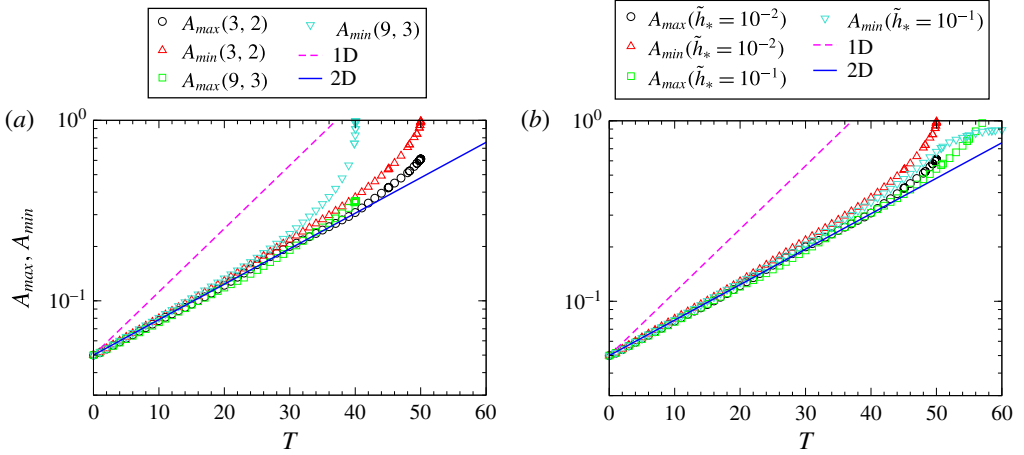 A_max(3, 2) A_min(9, 3)
A_min(3, 2) 1D
A_max(9, 3) 2D
A_max(h̃_* = 10^−2) A_min(h̃_* = 10^−1)
A_min(h̃_* = 10^−2) 1D
A_max(h̃_* = 10^−1) 2D
(a)
10^0
10^−1
A_max, A_min
0 10 20 30 40 50 60
T
(b)
10^0
10^−1
0 10 20 30 40 50 60
T